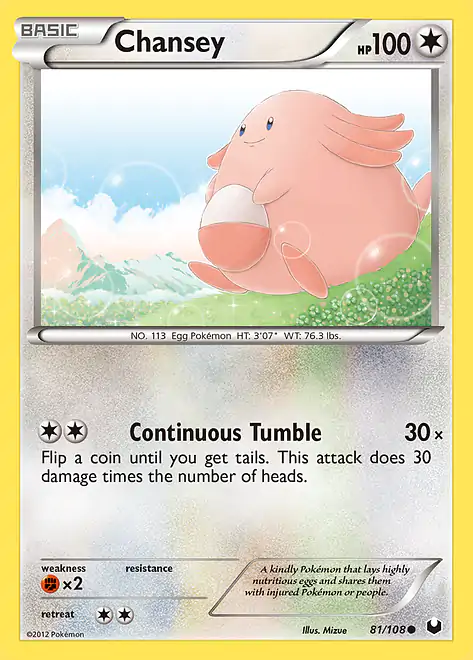 BASIC Chansey HP100
NO. 113 Egg Pokémon HT: 3'07" WT: 76.3 lbs.
Continuous Tumble 30×
Flip a coin until you get tails. This attack does 30
damage times the number of heads.
weakness resistance
×2
retreat
A kindly Pokémon that lays highly
nutritious eggs and shares them
with injured Pokémon or people.
©2012 Pokémon Illus. Mizue 81/108